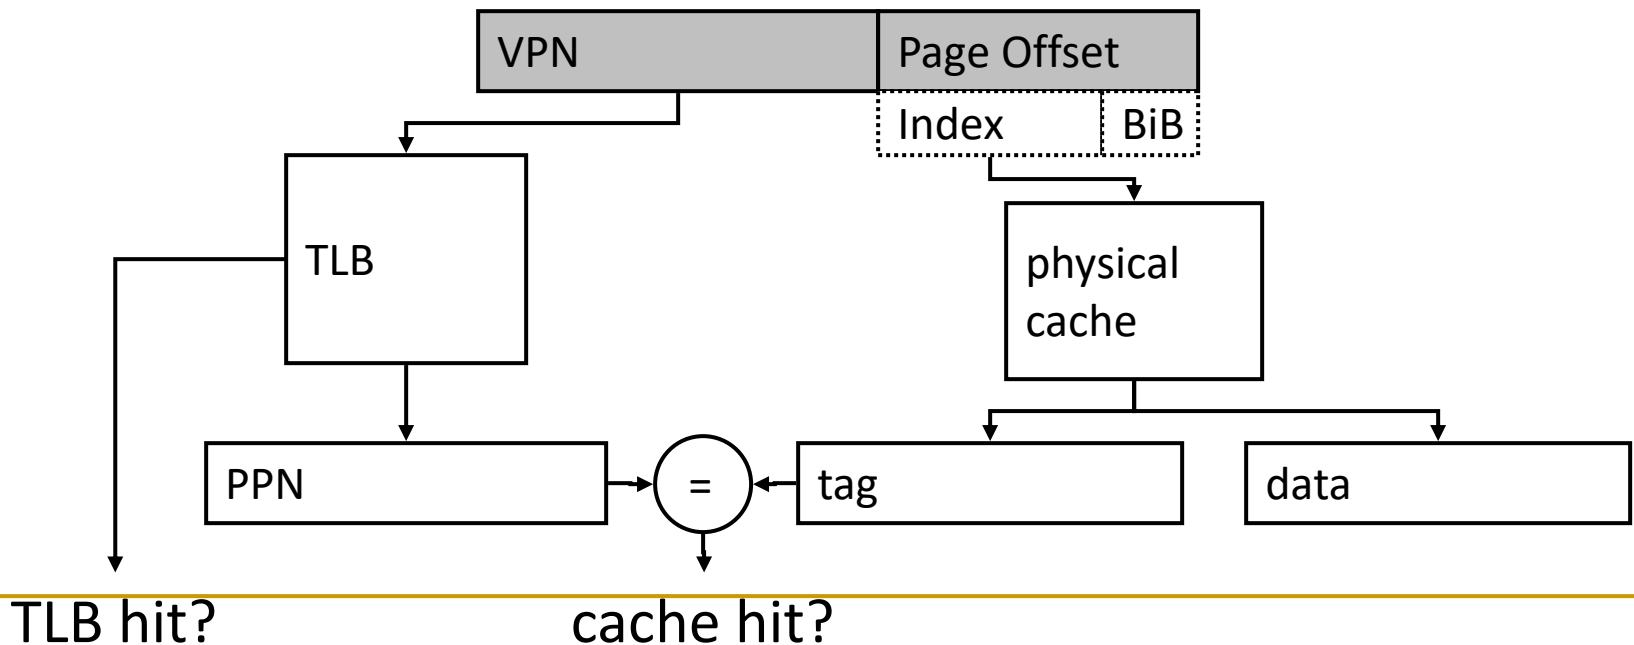 VPN
Page Offset
Index
BiB
TLB
physical
cache
PPN
=
tag
data
TLB hit?
cache hit?